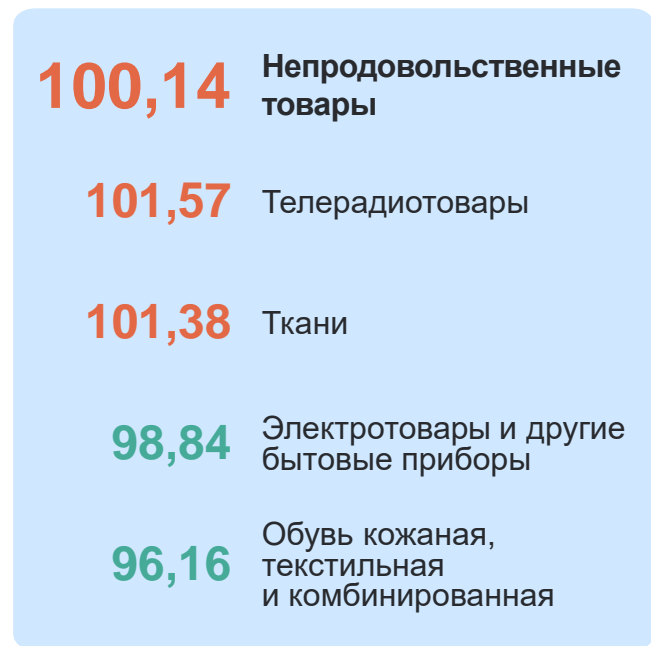 100,14 Непродовольственные
товары
101,57 Телерадиотовары
101,38 Ткани
98,84 Электротовары и другие
бытовые приборы
96,16 Обувь кожаная,
текстильная
и комбинированная